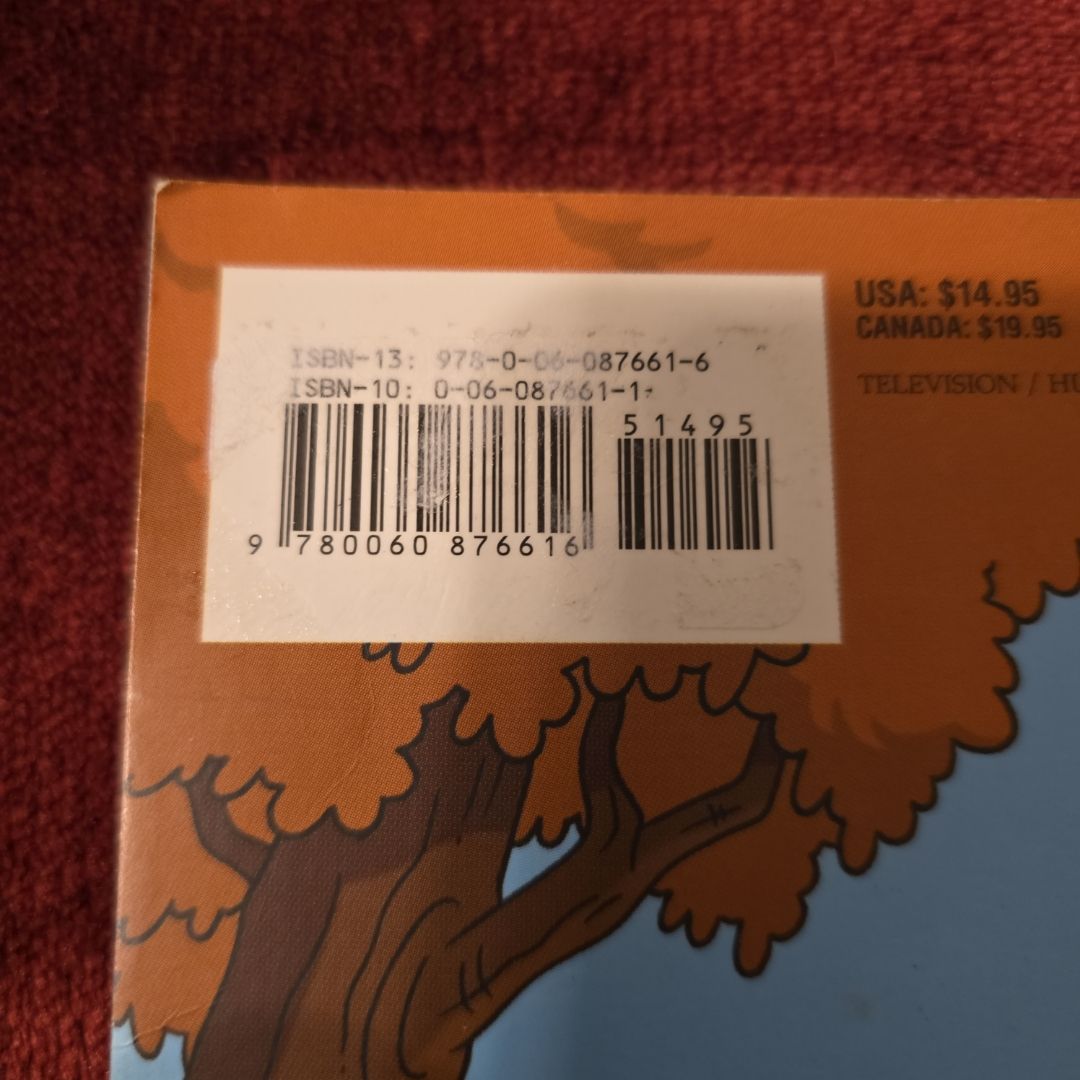 ISBN-13: 978-0-06-087661-6
ISBN-10: 0-06-087661-1
51495
9 780060 876616
USA: $14.95
CANADA: $19.95
TELEVISION /